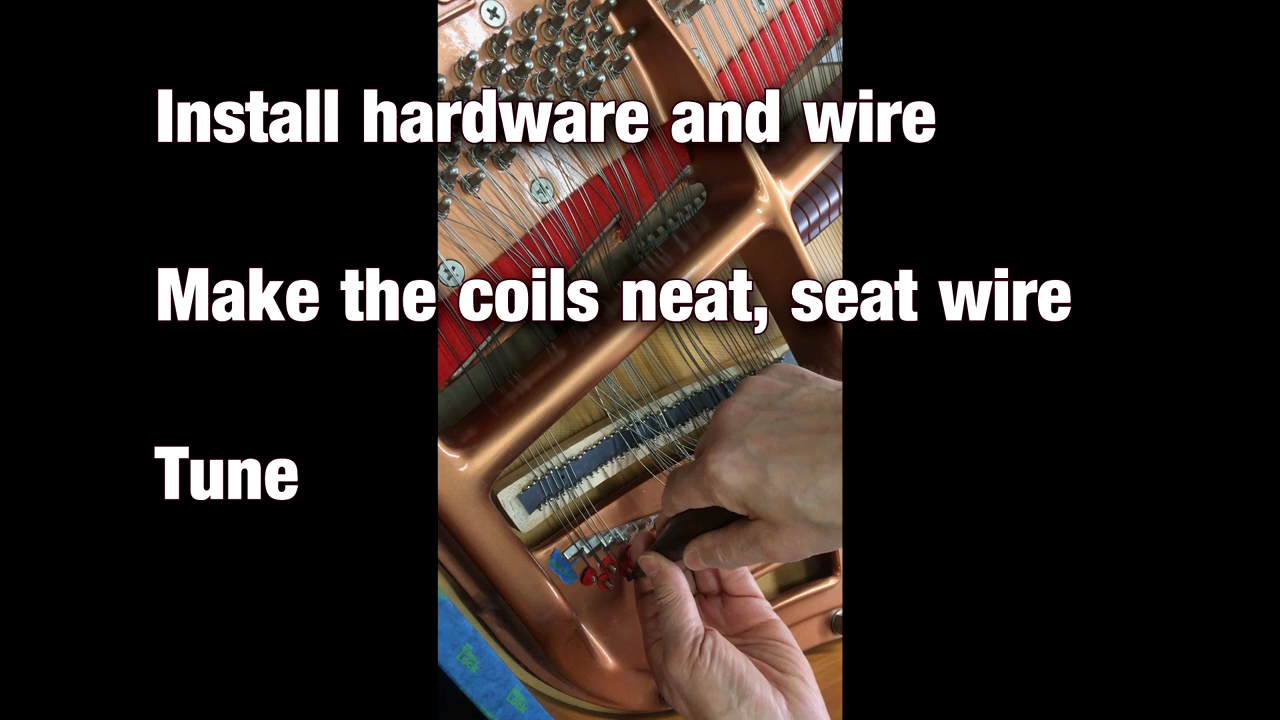 Install hardware and wire
Make the coils neat, seat wire
Tune